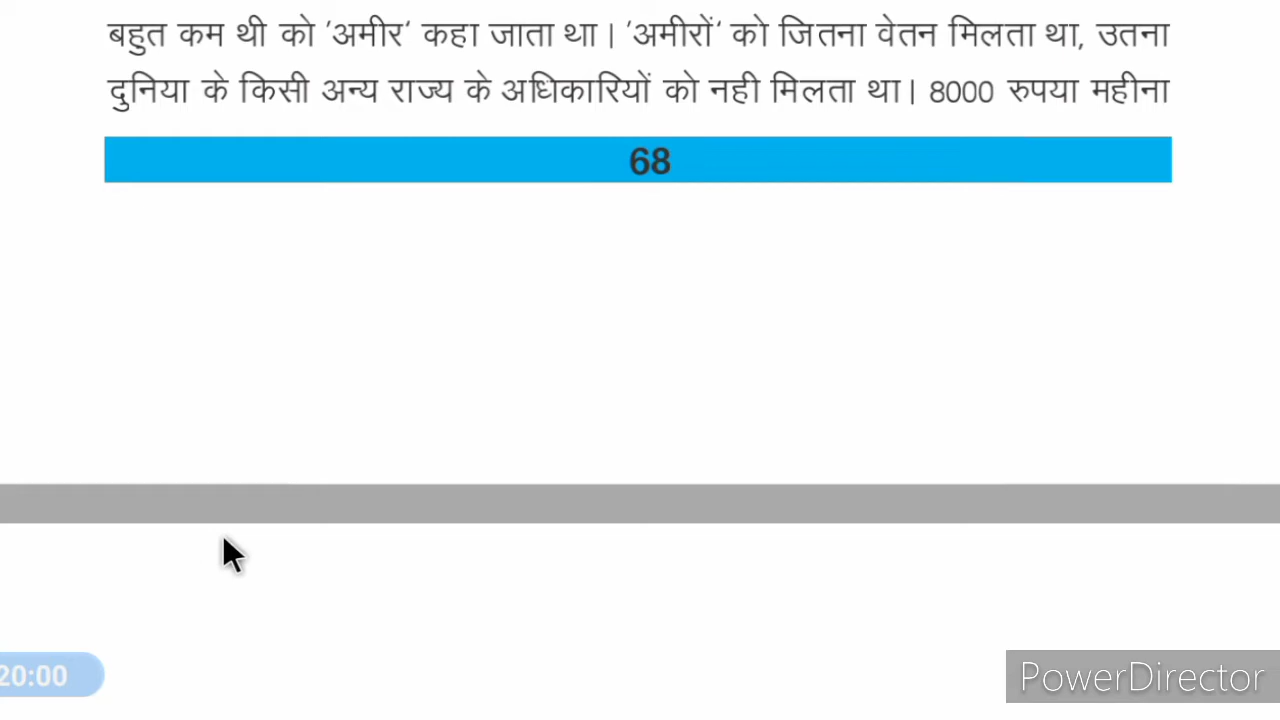 बहुत कम थी को ‘अमीर‘ कहा जाता था। ‘अमीरों‘ को जितना वेतन मिलता था, उतना
दुनिया के किसी अन्य राज्य के अधिकारियों को नही मिलता था। 8000 रुपया महीना
68
20:00
PowerDirector